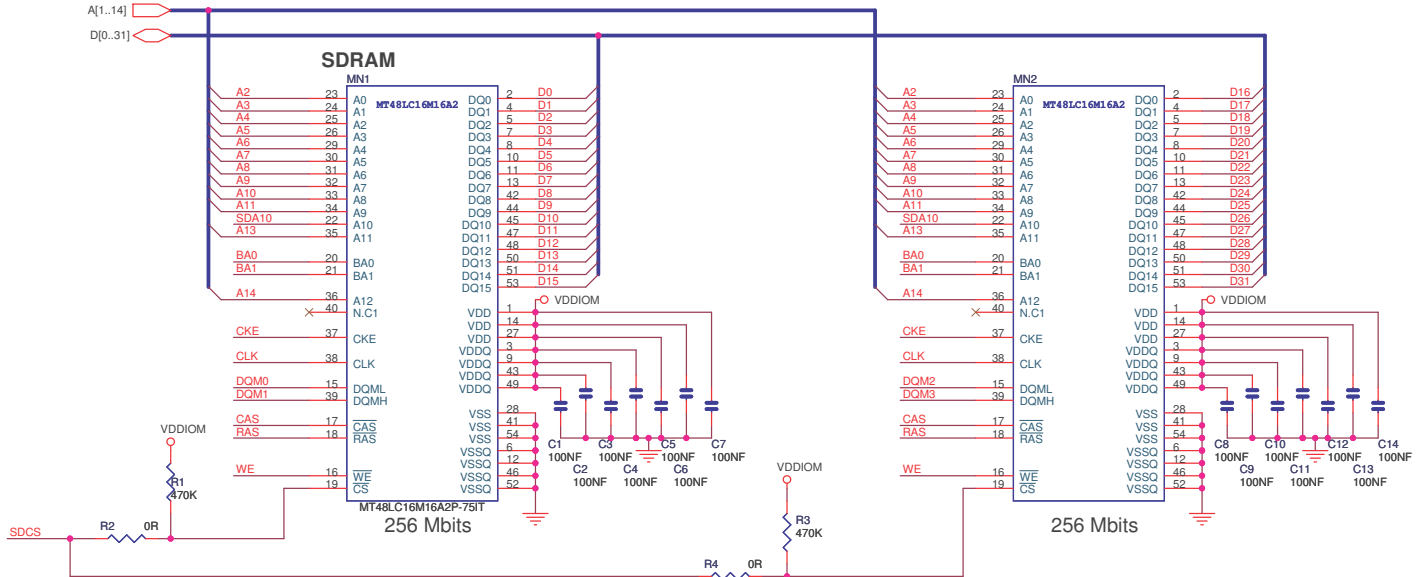 A[1..14]
D[0..31]
SDRAM
MN1
MT48LC16M16A2
A2 23 A0 DQ0 2 D0
A3 24 A1 DQ1 4 D1
A4 25 A2 DQ2 5 D2
A5 26 A3 DQ3 7 D3
A6 29 A4 DQ4 8 D4
A7 30 A5 DQ5 10 D5
A8 31 A6 DQ6 11 D6
A9 32 A7 DQ7 13 D7
A10 33 A8 DQ8 42 D8
A11 34 A9 DQ9 44 D9
SDA10 22 A10 DQ10 45 D10
A13 35 A11 DQ11 47 D11
DQ12 48 D12
BA0 20 BA0 DQ13 50 D13
BA1 21 BA1 DQ14 51 D14
DQ15 53 D15
A14 36 A12 VDDIOM
40 N.C1 VDD 1
VDD 14
CKE 37 CKE VDD 27
VDDQ 3
CLK 38 CLK VDDQ 9
VDDQ 43
DQM0 15 DQML VDDQ 49
DQM1 39 DQMH
VSS 28
CAS 17 CAS VSS 41
RAS 18 RAS VSS 54
VSSQ 6
VSSQ 12
WE 16 WE VSSQ 46
19 CS VSSQ 52
C1 C3 C5 C7
100NF 100NF 100NF 100NF
C2 C4 C6
100NF 100NF 100NF
MT48LC16M16A2P-75IT
256 Mbits
VDDIOM
R1
470K
SDCS
R2 0R
MN2
MT48LC16M16A2
A2 23 A0 DQ0 2 D16
A3 24 A1 DQ1 4 D17
A4 25 A2 DQ2 5 D18
A5 26 A3 DQ3 7 D19
A6 29 A4 DQ4 8 D20
A7 30 A5 DQ5 10 D21
A8 31 A6 DQ6 11 D22
A9 32 A7 DQ7 13 D23
A10 33 A8 DQ8 42 D24
A11 34 A9 DQ9 44 D25
SDA10 22 A10 DQ10 45 D26
A13 35 A11 DQ11 47 D27
DQ12 48 D28
BA0 20 BA0 DQ13 50 D29
BA1 21 BA1 DQ14 51 D30
DQ15 53 D31
A14 36 A12 VDDIOM
40 N.C1 VDD 1
VDD 14
CKE 37 CKE VDD 27
VDDQ 3
CLK 38 CLK VDDQ 9
VDDQ 43
DQM2 15 DQML VDDQ 49
DQM3 39 DQMH
VSS 28
CAS 17 CAS VSS 41
RAS 18 RAS VSS 54
VSSQ 6
VSSQ 12
WE 16 WE VSSQ 46
19 CS VSSQ 52
C8 C10 C12 C14
100NF 100NF 100NF 100NF
C9 C11 C13
100NF 100NF 100NF
256 Mbits
VDDIOM
R3
470K
R4 0R